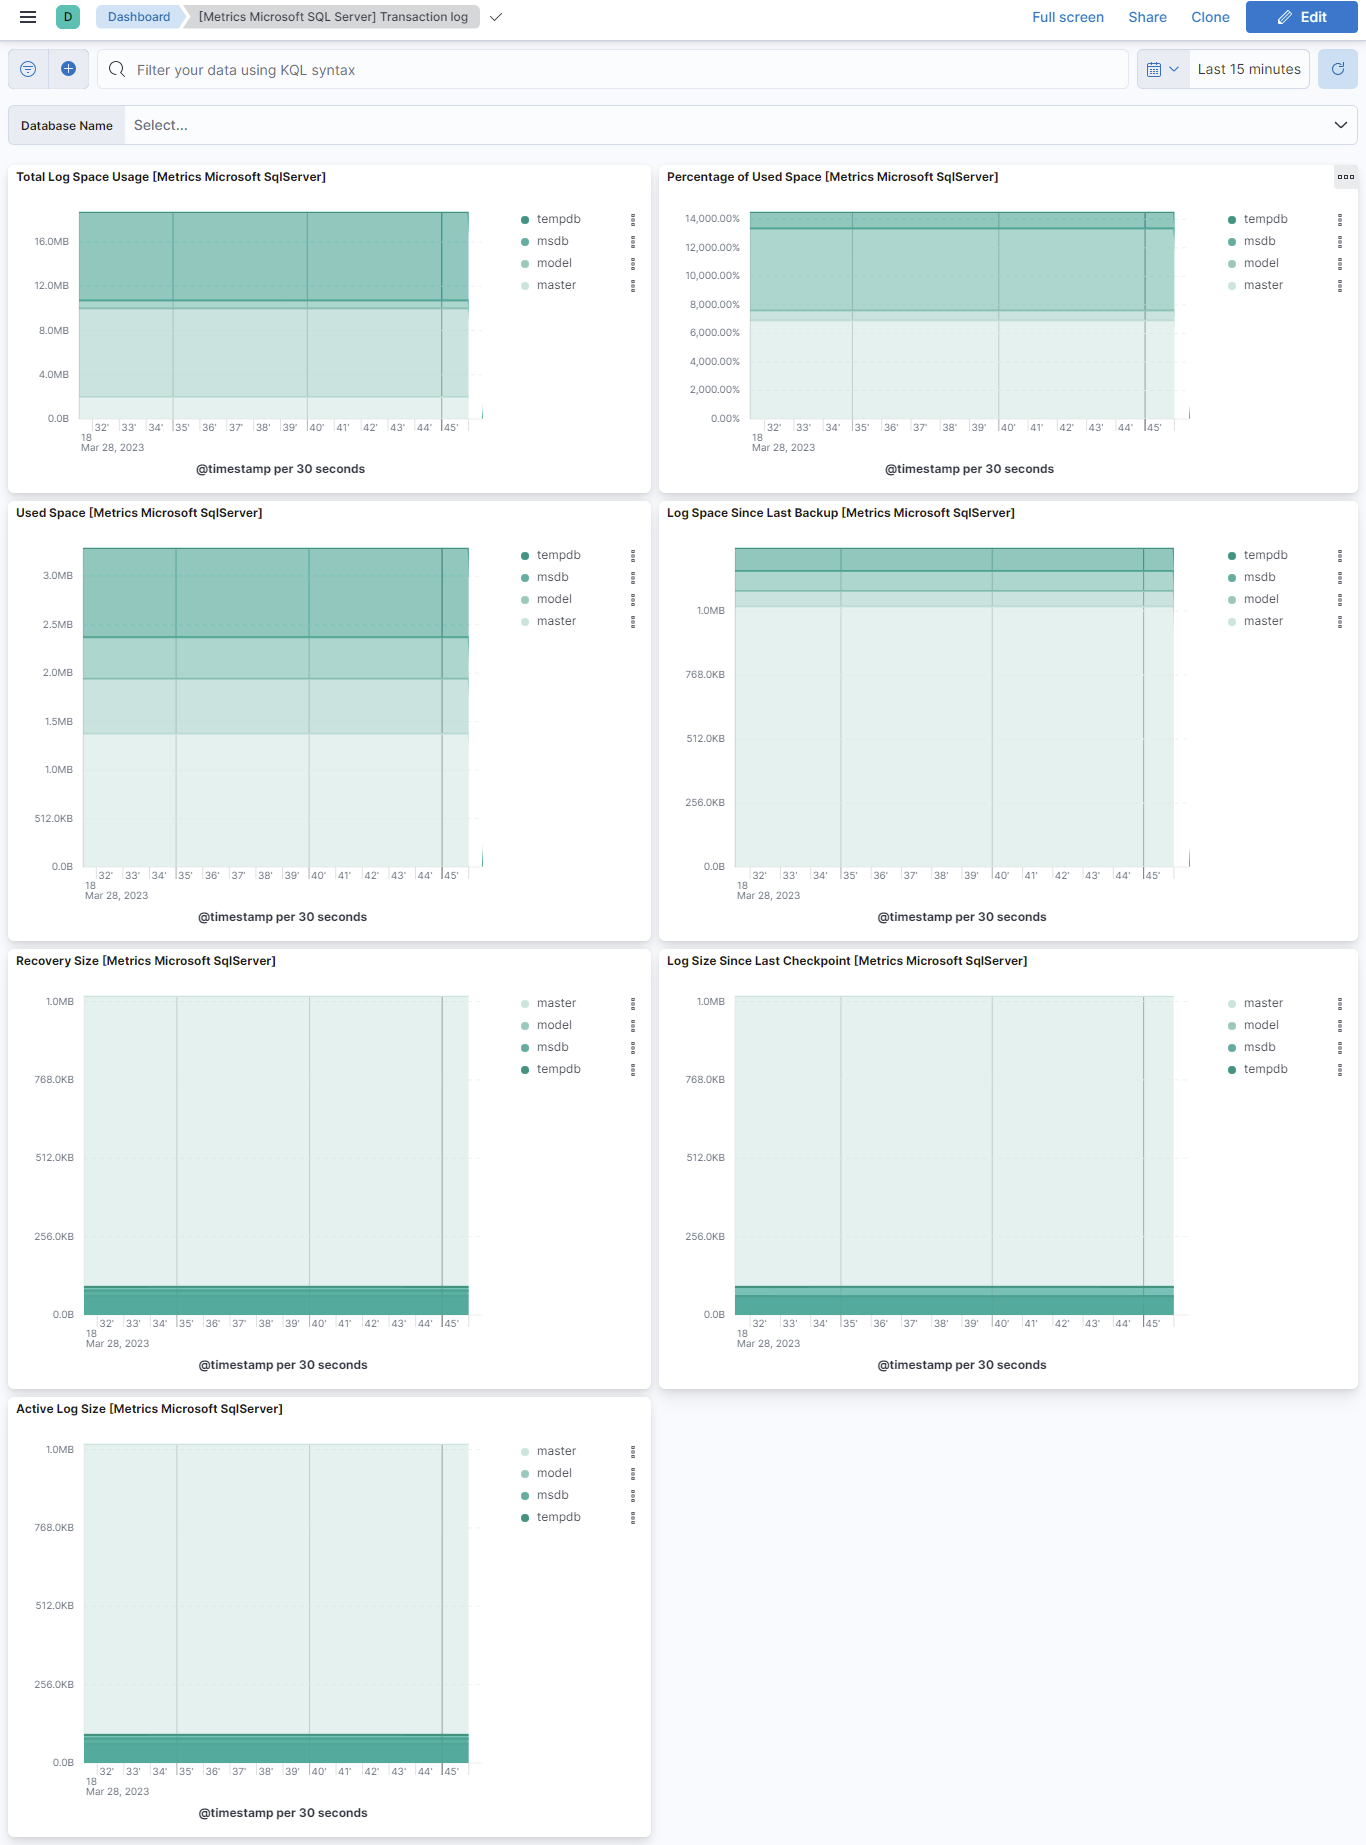 D Dashboard [Metrics Microsoft SQL Server] Transaction log Full screen Share Clone Edit
Filter your data using KQL syntax Last 15 minutes
Database Name Select...
Total Log Space Usage [Metrics Microsoft SqlServer]
16.0MB
12.0MB
8.0MB
4.0MB
0.0B
32' 33' 34' 35' 36' 37' 38' 39' 40' 41' 42' 43' 44' 45'
18
Mar 28, 2023
@timestamp per 30 seconds
tempdb
msdb
model
master
Percentage of Used Space [Metrics Microsoft SqlServer]
14,000.00%
12,000.00%
10,000.00%
8,000.00%
6,000.00%
4,000.00%
2,000.00%
0.00%
32' 33' 34' 35' 36' 37' 38' 39' 40' 41' 42' 43' 44' 45'
18
Mar 28, 2023
@timestamp per 30 seconds
tempdb
msdb
model
master
Used Space [Metrics Microsoft SqlServer]
3.0MB
2.5MB
2.0MB
1.5MB
1.0MB
512.0KB
0.0B
32' 33' 34' 35' 36' 37' 38' 39' 40' 41' 42' 43' 44' 45'
18
Mar 28, 2023
@timestamp per 30 seconds
tempdb
msdb
model
master
Log Space Since Last Backup [Metrics Microsoft SqlServer]
1.0MB
768.0KB
512.0KB
256.0KB
0.0B
32' 33' 34' 35' 36' 37' 38' 39' 40' 41' 42' 43' 44' 45'
18
Mar 28, 2023
@timestamp per 30 seconds
tempdb
msdb
model
master
Recovery Size [Metrics Microsoft SqlServer]
1.0MB
768.0KB
512.0KB
256.0KB
0.0B
32' 33' 34' 35' 36' 37' 38' 39' 40' 41' 42' 43' 44' 45'
18
Mar 28, 2023
@timestamp per 30 seconds
master
model
msdb
tempdb
Log Size Since Last Checkpoint [Metrics Microsoft SqlServer]
1.0MB
768.0KB
512.0KB
256.0KB
0.0B
32' 33' 34' 35' 36' 37' 38' 39' 40' 41' 42' 43' 44' 45'
18
Mar 28, 2023
@timestamp per 30 seconds
master
model
msdb
tempdb
Active Log Size [Metrics Microsoft SqlServer]
1.0MB
768.0KB
512.0KB
256.0KB
0.0B
32' 33' 34' 35' 36' 37' 38' 39' 40' 41' 42' 43' 44' 45'
18
Mar 28, 2023
@timestamp per 30 seconds
master
model
msdb
tempdb